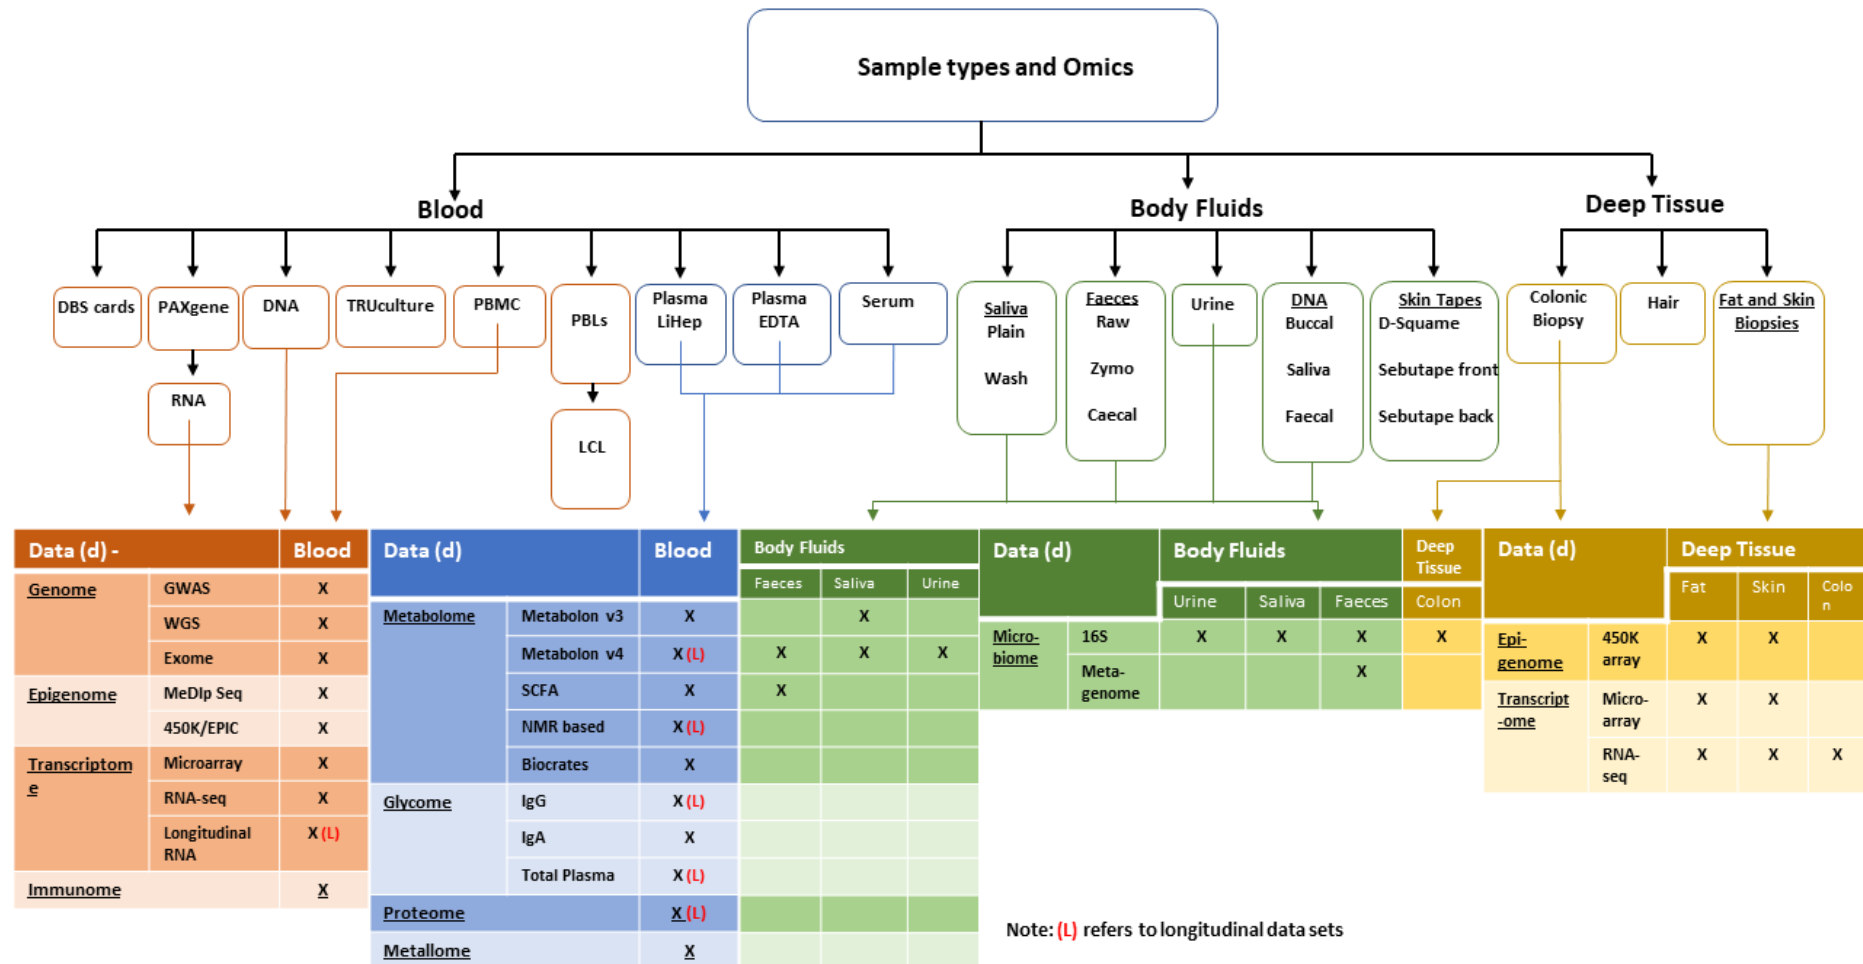 Sample types and Omics
Blood
Body Fluids
Deep Tissue
DBS cards
PAXgene
DNA
TRUculture
PBMC
PBLs
Plasma
LiHep
Plasma
EDTA
Serum
Saliva
Plain
Wash
Faeces
Raw
Zymo
Caecal
Urine
DNA
Buccal
Saliva
Faecal
Skin Tapes
D-Squame
Sebutape front
Sebutape back
Colonic
Biopsy
Hair
Fat and Skin
Biopsies
RNA
LCL
Data (d) - Blood
Genome GWAS X
WGS X
Exome X
Epigenome MeDIp Seq X
450K/EPIC X
Transcriptom
e
Microarray X
RNA-seq X
Longitudinal
RNA
X (L)
Immunome X
Data (d) Blood
Body Fluids
Faeces Saliva Urine
Metabolome Metabolon v3 X X
Metabolon v4 X (L) X X X
SCFA X X
NMR based X (L)
Biocrates X
Glycome IgG X (L)
IgA X
Total Plasma X (L)
Proteome X (L)
Metallome X
Data (d) Body Fluids
Deep
Tissue
Urine Saliva Faeces Colon
Micro-
biome
16S X X X X
Meta-
genome
X
Data (d) Deep Tissue
Fat Skin Colo
n
Epi-
genome
450K
array
X X
Transcript
-ome
Micro-
array
X X
RNA-
seq
X X X
Note: (L) refers to longitudinal data sets